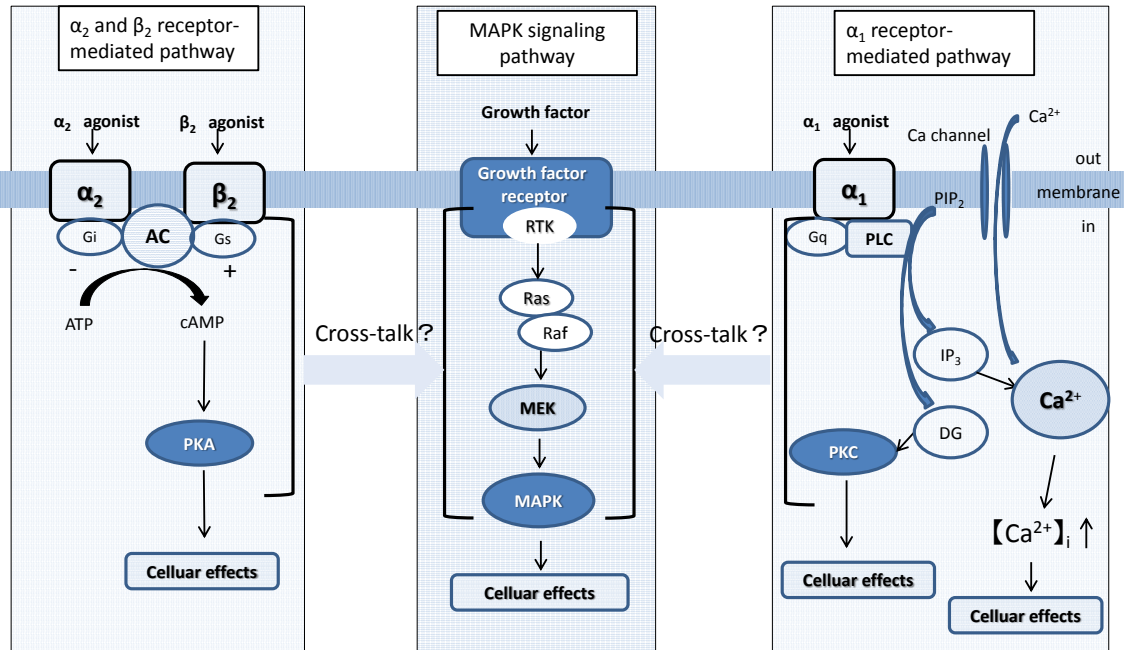 α₂ and β₂ receptor-
mediated pathway
α₂ agonist
β₂ agonist
α₂
β₂
Gi
AC
Gs
-
+
ATP
cAMP
PKA
Celluar effects
Cross-talk？
MAPK signaling
pathway
Growth factor
Growth factor
receptor
RTK
Ras
Raf
MEK
MAPK
Celluar effects
Cross-talk？
α₁ receptor-
mediated pathway
α₁ agonist
Ca channel
Ca²⁺
out
membrane
in
α₁
PIP₂
Gq
PLC
IP₃
Ca²⁺
DG
PKC
【Ca²⁺】ᵢ ↑
Celluar effects
Celluar effects